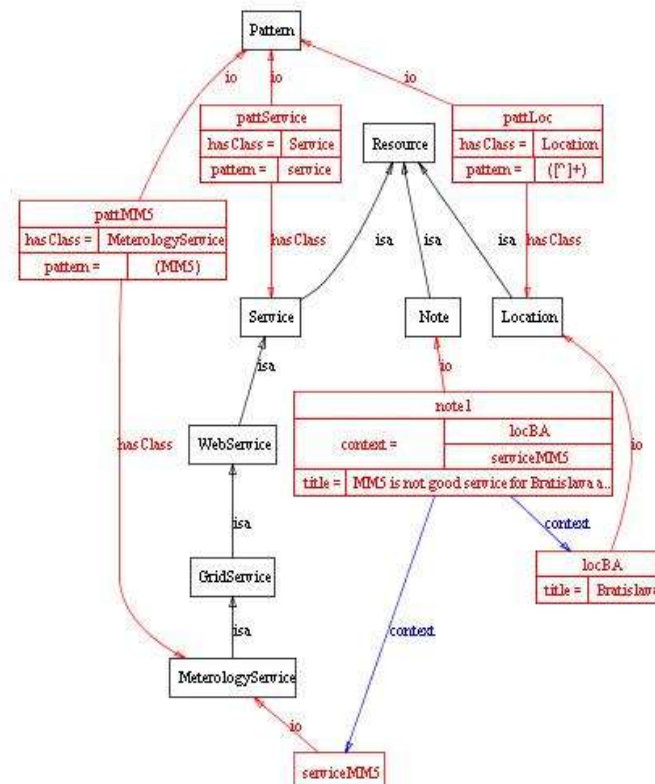 Pattern
io
io
io
pattService
hasClass = Service
pattern = service
pattLoc
hasClass = Location
pattern = ([^ ]+)
Resource
pattMM5
hasClass = MeterologyService
pattern = (MM5)
hasClass
isa
isa
isa
hasClass
Service
Note
Location
isa
io
note1
context = locBA
serviceMM5
title = MM5 is not good service for Bratislava a..
WebService
hasClass
io
isa
context
locBA
title = Bratislava
GridService
isa
context
MeterologyService
io
serviceMM5